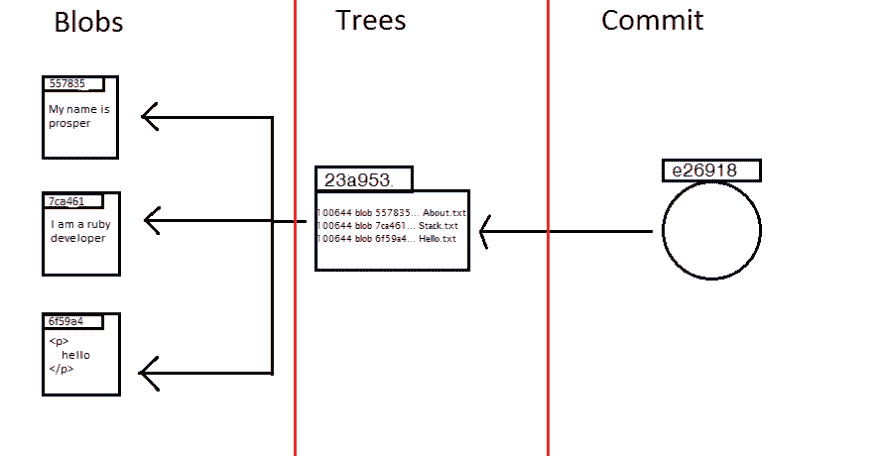 Blobs
Trees
Commit
557835
My name is
prosper
7ca461
I am a ruby
developer
6f59a4
<p>
hello
</p>
23a953.
100644 blob 557835... About.txt
100644 blob 7ca461... Stack.txt
100644 blob 6f59a4... Hello.txt
e26918